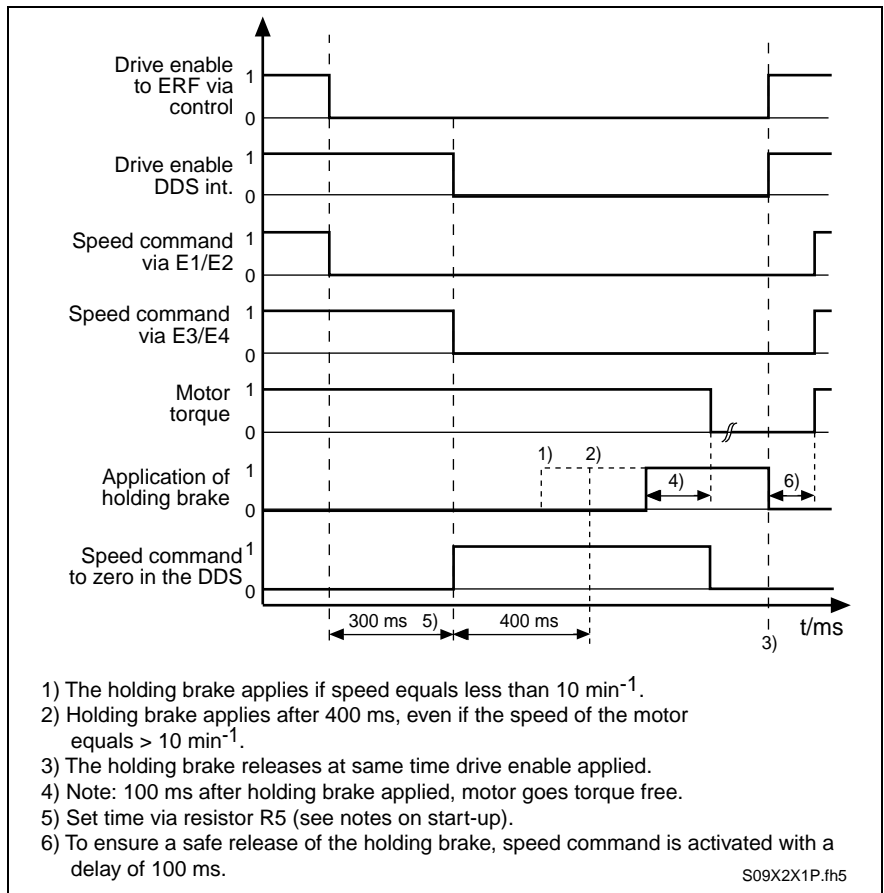 Drive enable
to ERF via
control
1
0
Drive enable
DDS int.
1
0
Speed command
via E1/E2
1
0
Speed command
via E3/E4
1
0
Motor
torque
1
0
Application of
holding brake
1
0
1)
2)
4)
6)
Speed command
to zero in the DDS
1
0
300 ms 5)
400 ms
t/ms
3)
1) The holding brake applies if speed equals less than 10 min-1.
2) Holding brake applies after 400 ms, even if the speed of the motor
equals > 10 min-1.
3) The holding brake releases at same time drive enable applied.
4) Note: 100 ms after holding brake applied, motor goes torque free.
5) Set time via resistor R5 (see notes on start-up).
6) To ensure a safe release of the holding brake, speed command is activated with a
delay of 100 ms.
S09X2X1P.fh5